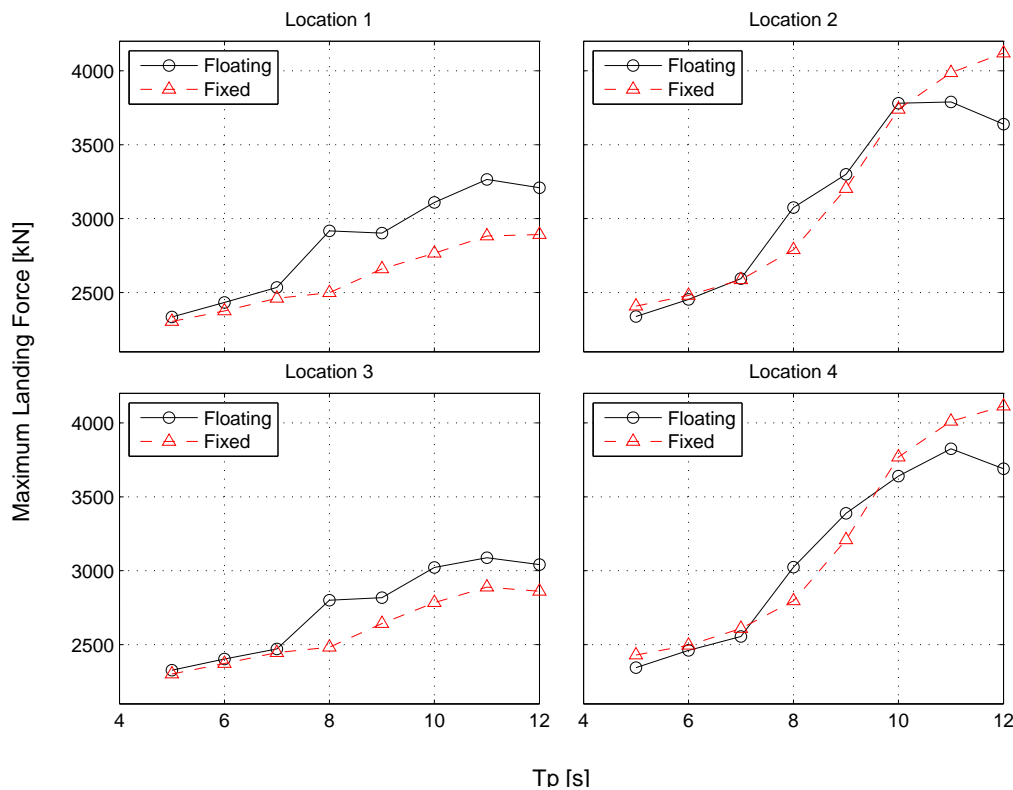 Location 1
Location 2
Floating
Fixed
Floating
Fixed
4000
3500
3000
2500
Location 3
Location 4
Floating
Fixed
Floating
Fixed
4000
3500
3000
2500
4 6 8 10 12
4 6 8 10 12
Maximum Landing Force [kN]
Tp [s]